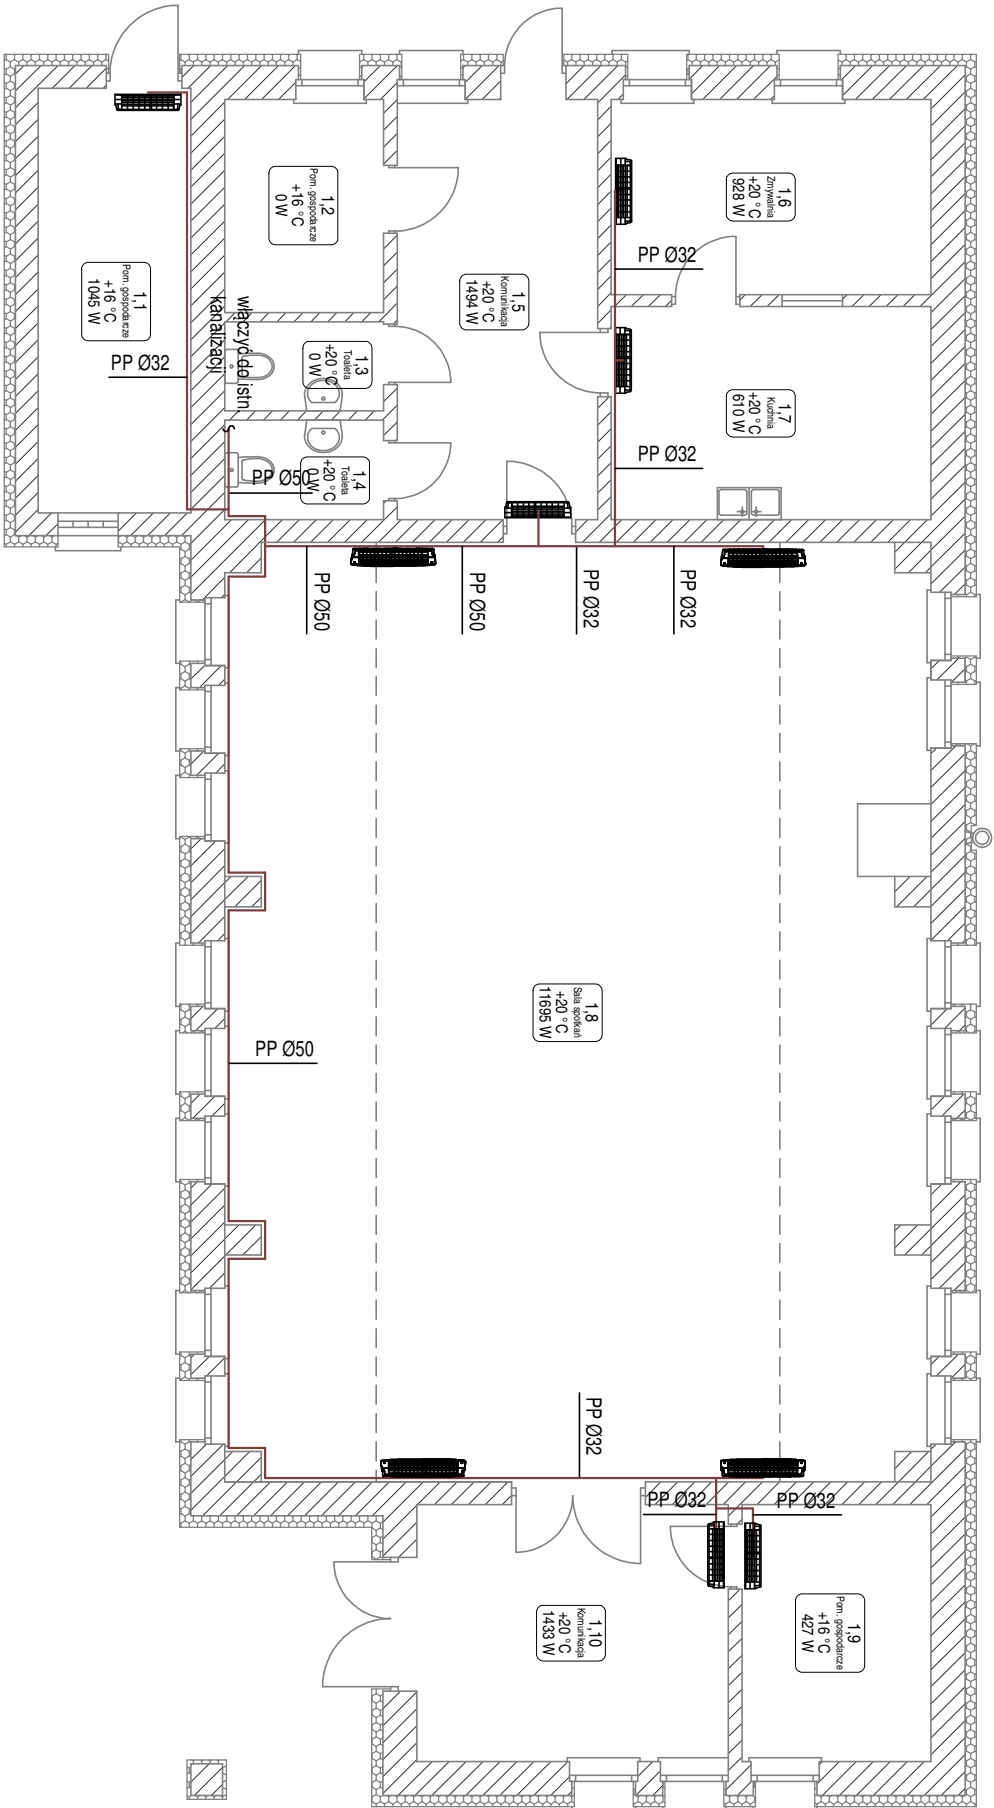 1,1
Pom. gospodarcze
+16 °C
1045 W
1,2
Pom. gospodarcze
+16 °C
0 W
1,3
Toaleta
+20 °C
0 W
1,4
Toaleta
+20 °C
0 W
1,5
Komunikacja
+20 °C
1494 W
1,6
Zmywalnia
+20 °C
928 W
1,7
Kuchnia
+20 °C
610 W
włączyć do istn.
kanalizacji
PP Ø32
PP Ø32
PP Ø32
PP Ø50
PP Ø50
PP Ø50
PP Ø32
PP Ø32
1,8
Sala spotkań
+20 °C
11695 W
PP Ø50
PP Ø32
PP Ø32
PP Ø32
1,9
Pom. gospodarcze
+16 °C
427 W
1,10
Komunikacja
+20 °C
1433 W